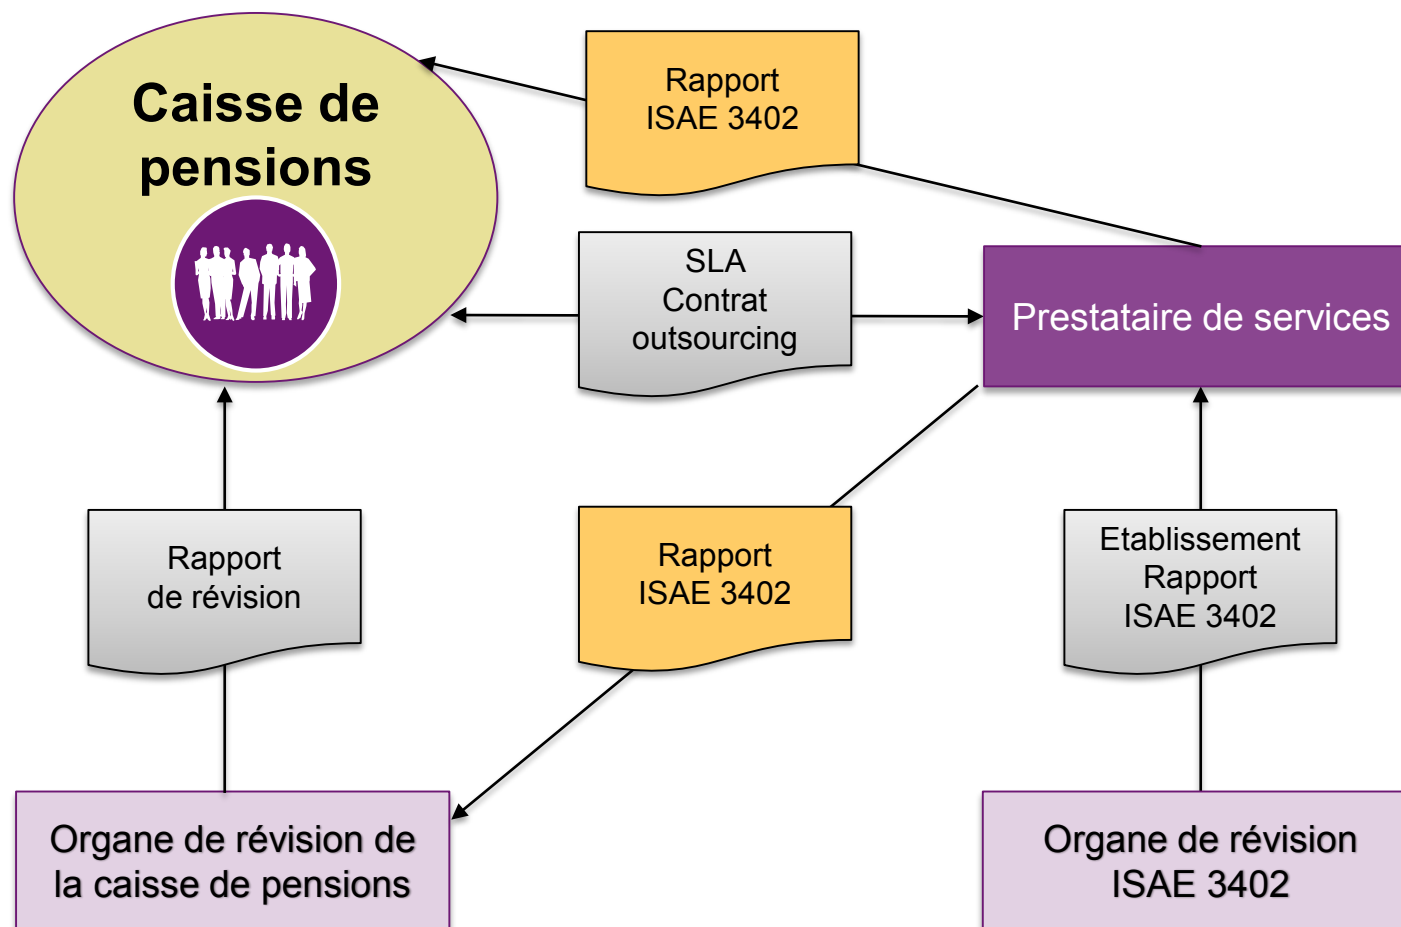 Caisse de
pensions
Rapport
ISAE 3402
SLA
Contrat
outsourcing
Prestataire de services
Rapport
de révision
Rapport
ISAE 3402
Etablissement
Rapport
ISAE 3402
Organe de révision de
la caisse de pensions
Organe de révision
ISAE 3402